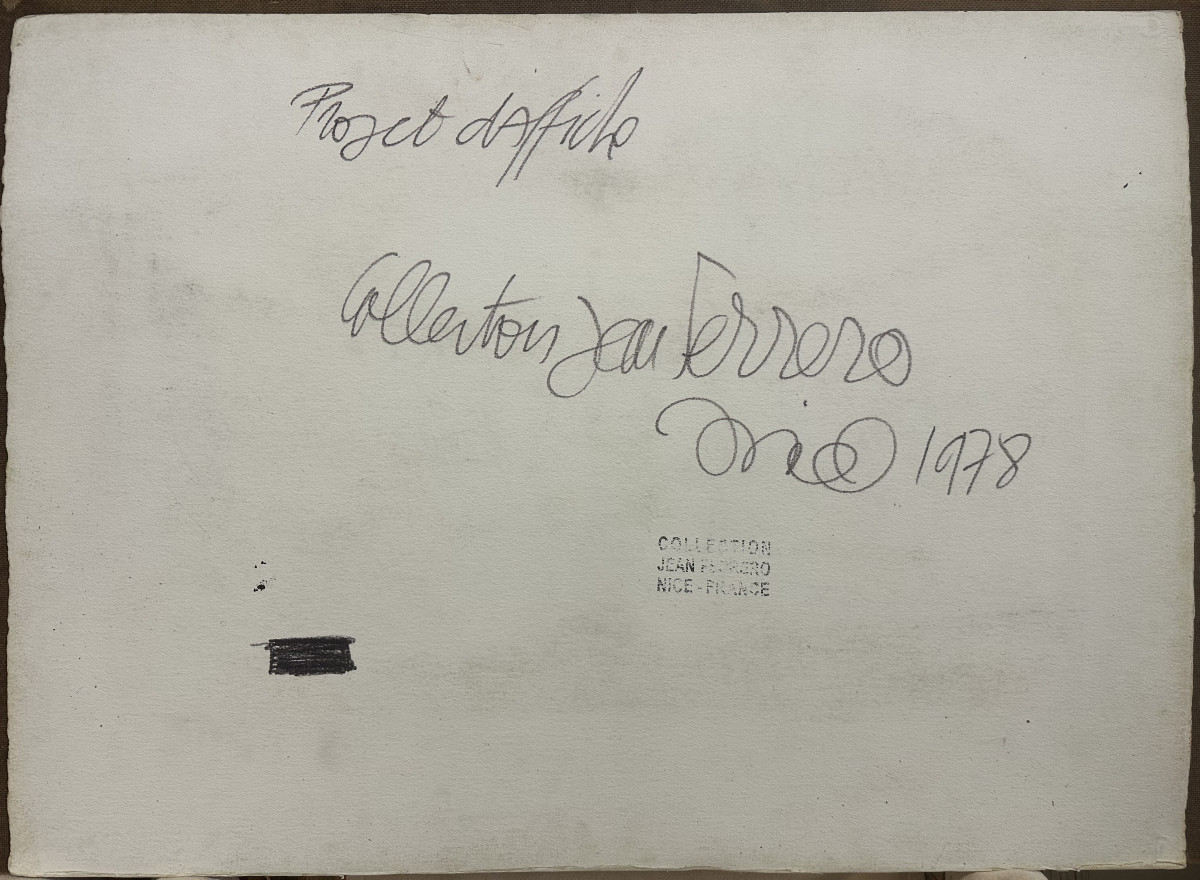 Projet d'Affiche
Collection Jean Ferrero
Nice 1978
COLLECTION
JEAN FERRERO
NICE - FRANCE